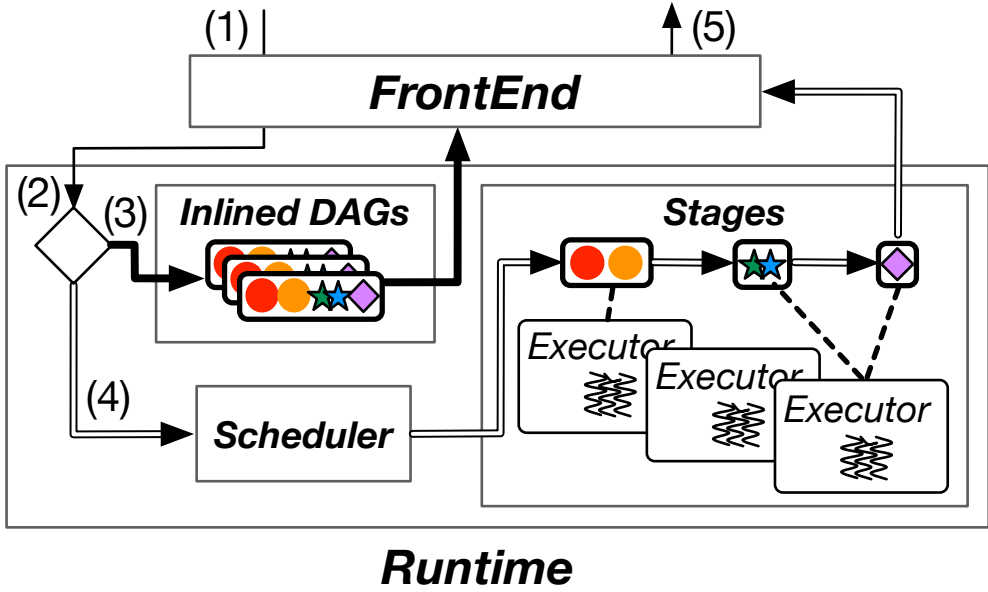 (1)
(5)
FrontEnd
(2)
(3)
Inlined DAGs
Stages
Executor
Executor
Executor
(4)
Scheduler
Runtime